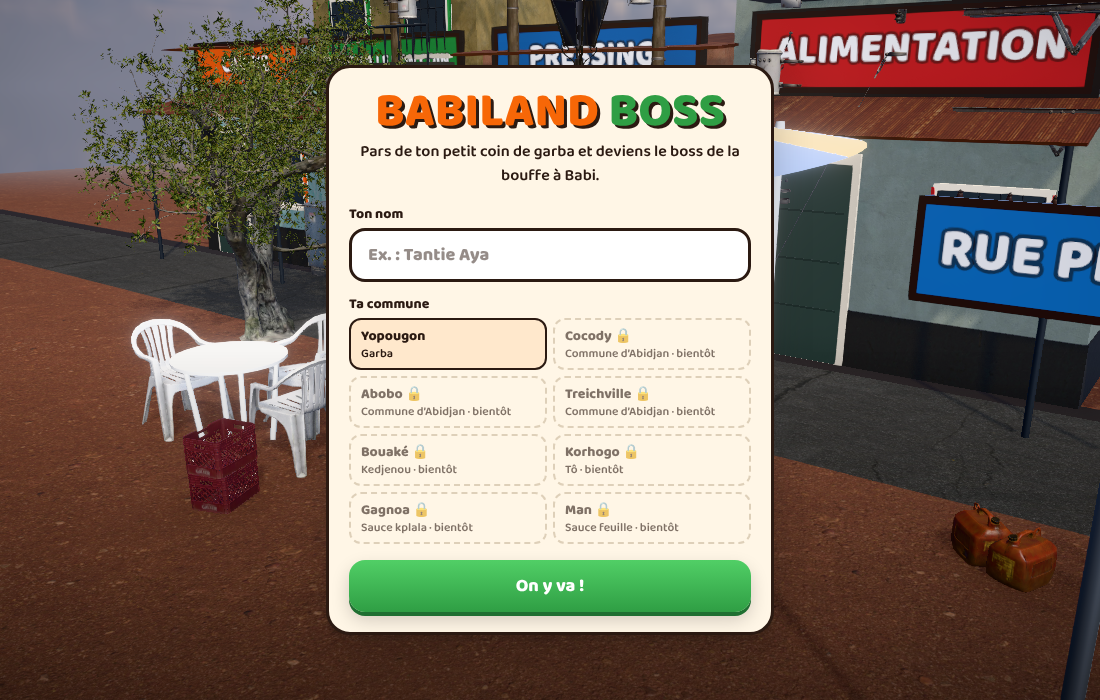 PRESSING
ALIMENTATION
BABILAND BOSS
Pars de ton petit coin de garba et deviens le boss de la
bouffe à Babi.
Ton nom
Ex. : Tantie Aya
Ta commune
Yopougon
Garba
Cocody 🔒
Commune d'Abidjan · bientôt
Abobo 🔒
Commune d'Abidjan · bientôt
Treichville 🔒
Commune d'Abidjan · bientôt
Bouaké 🔒
Kedjenou · bientôt
Korhogo 🔒
Tô · bientôt
Gagnoa 🔒
Sauce kplala · bientôt
Man 🔒
Sauce feuille · bientôt
On y va !
RUE